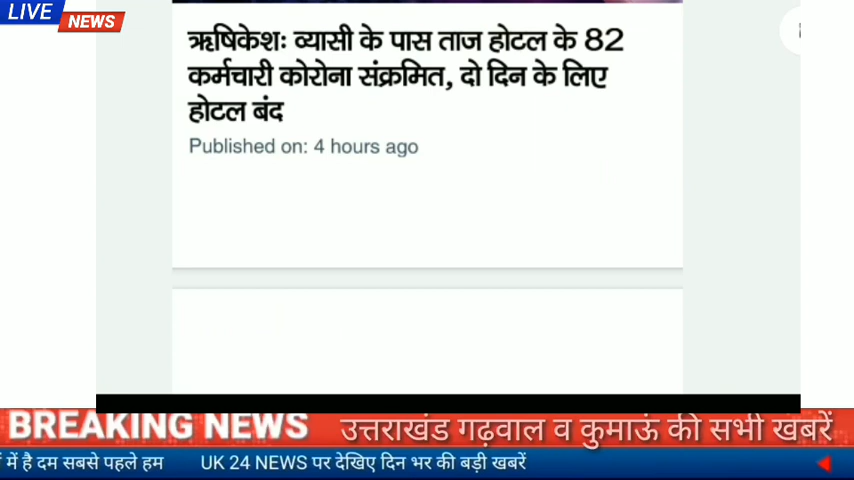 LIVE
NEWS
ऋषिकेशः व्यासी के पास ताज होटल के 82
कर्मचारी कोरोना संक्रमित, दो दिन के लिए
होटल बंद
Published on: 4 hours ago
BREAKING NEWS उत्तराखंड गढ़वाल व कुमाऊं की सभी खबरें
में है दम सबसे पहले हम UK 24 NEWS पर देखिए दिन भर की बड़ी खबरें